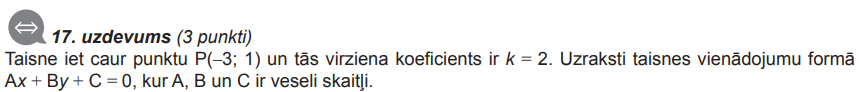 17. uzdevums (3 punkti)
Taisne iet caur punktu P(–3; 1) un tās virziena koeficients ir k = 2. Uzraksti taisnes vienādojumu formā
Ax + By + C = 0, kur A, B un C ir veseli skaitļi.